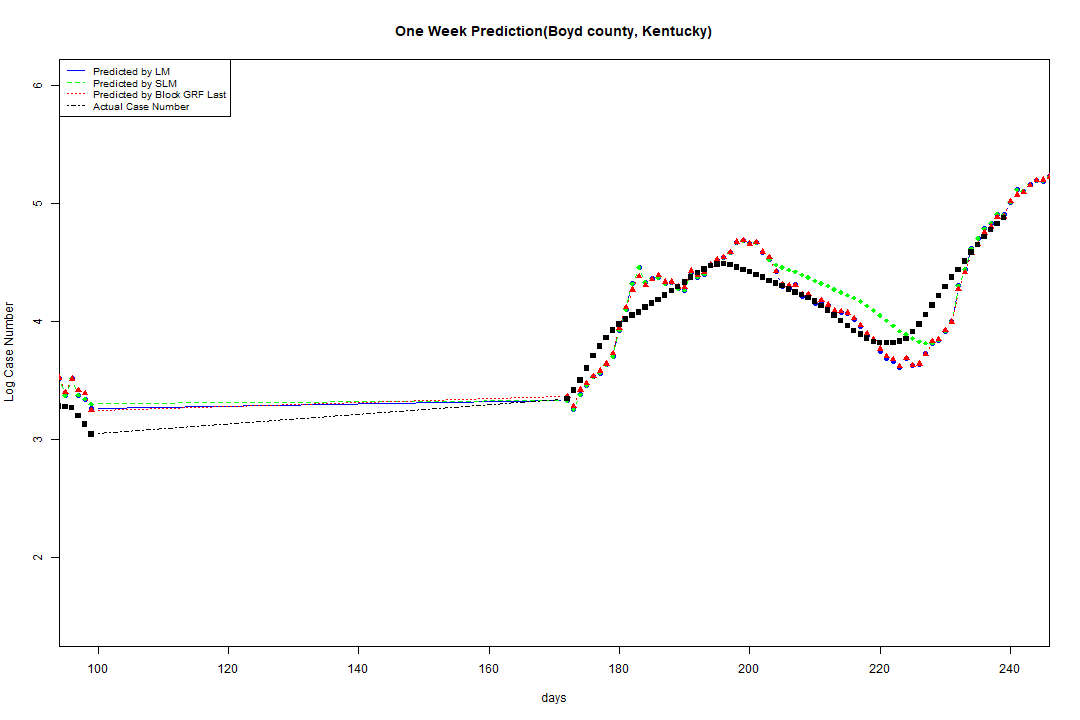 One Week Prediction(Boyd county, Kentucky)
Predicted by LM
Predicted by SLM
Predicted by Block GRF Last
Actual Case Number
6
5
4
3
2
Log Case Number
100 120 140 160 180 200 220 240
days